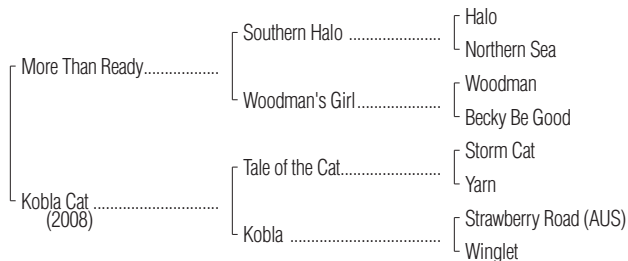 Halo
Southern Halo ....................
Northern Sea
More Than Ready................
Woodman
Woodman's Girl..................
Becky Be Good
Storm Cat
Tale of the Cat.....................
Yarn
Kobla Cat ...........................
(2008)
Strawberry Road (AUS)
Kobla .................................
Winglet